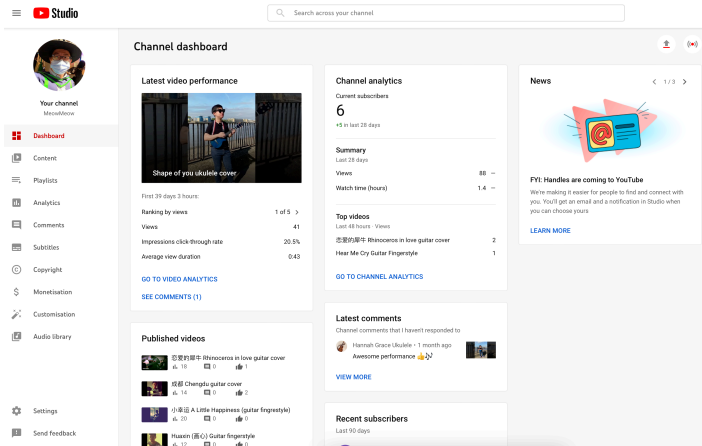 Studio
Search across your channel
Channel dashboard
Your channel
MeowMeow
Dashboard
Content
Playlists
Analytics
Comments
Subtitles
Copyright
Monetisation
Customisation
Audio library
Settings
Send feedback
Latest video performance
Shape of you ukulele cover
First 39 days 3 hours:
Ranking by views 1 of 5
Views 41
Impressions click-through rate 20.5%
Average view duration 0:43
GO TO VIDEO ANALYTICS
SEE COMMENTS (1)
Published videos
恋爱的犀牛 Rhinoceros in love guitar cover
18 0 1
成都 Chengdu guitar cover
14 0 2
小幸运 A Little Happiness (guitar fingrestyle)
20 0 0
Huaxin (画心) Guitar fingerstyle
12 0 0
Channel analytics
Current subscribers
6
+5 in last 28 days
Summary
Last 28 days
Views 88 —
Watch time (hours) 1.4 —
Top videos
Last 48 hours · Views
恋爱的犀牛 Rhinoceros in love guitar cover 2
Hear Me Cry Guitar Fingerstyle 1
GO TO CHANNEL ANALYTICS
Latest comments
Channel comments that I haven't responded to
Hannah Grace Ukulele • 1 month ago
Awesome performance 👍🎶
VIEW MORE
Recent subscribers
Last 90 days
News
1 / 3
FYI: Handles are coming to YouTube
We're making it easier for people to find and connect with
you. You'll get an email and a notification in Studio when
you can choose yours
LEARN MORE